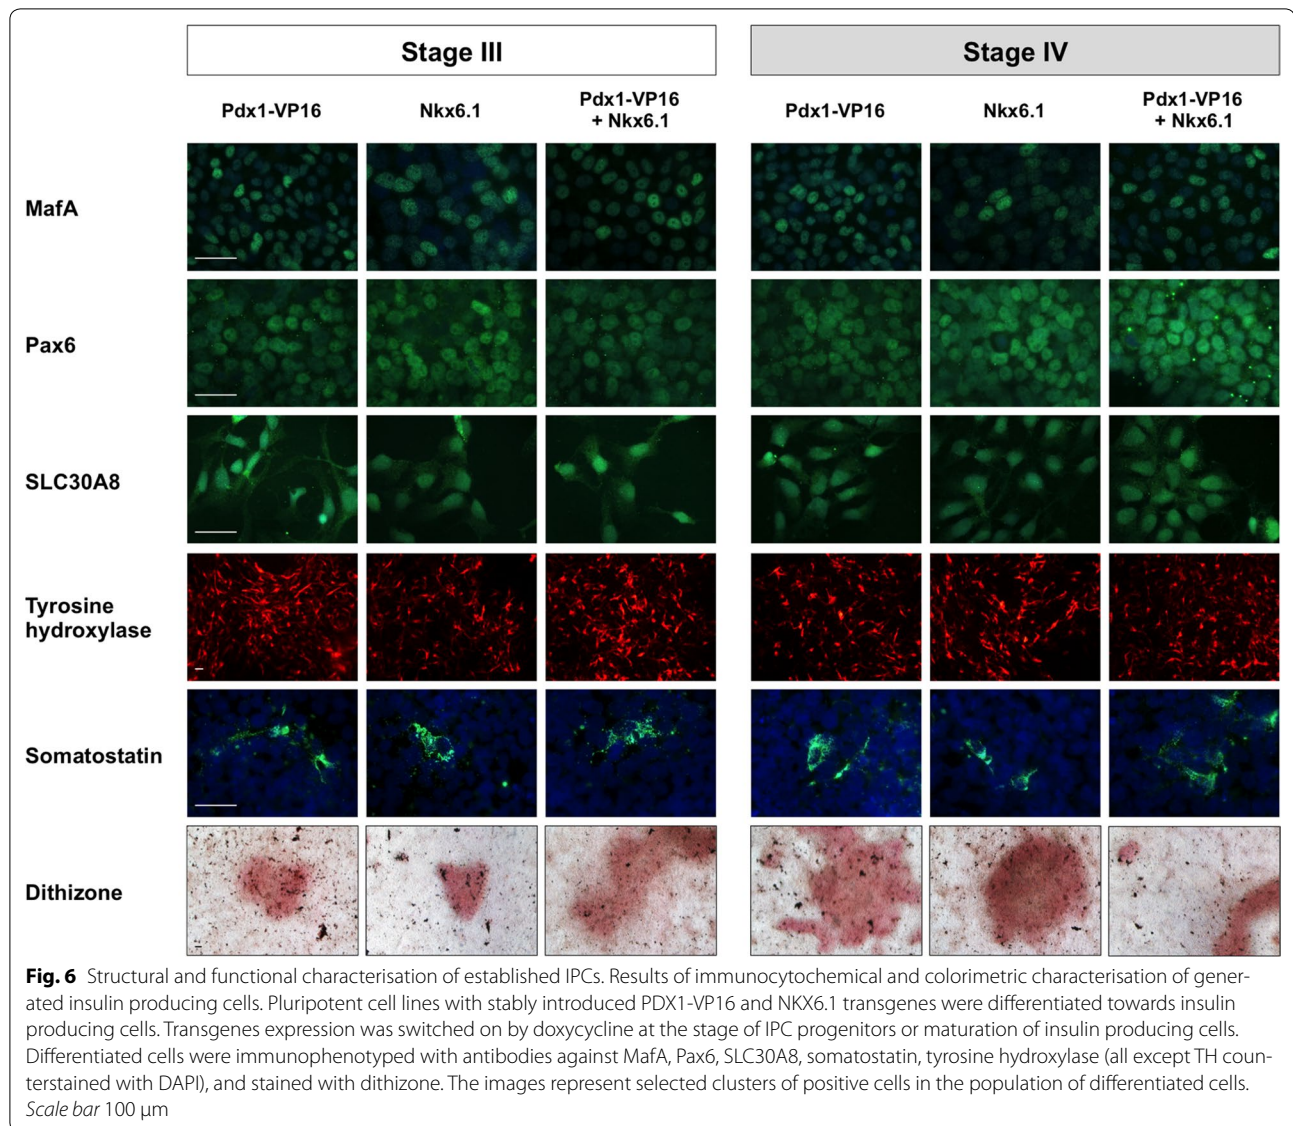 Stage III
Stage IV
Pdx1-VP16
Nkx6.1
Pdx1-VP16
+ Nkx6.1
Pdx1-VP16
Nkx6.1
Pdx1-VP16
+ Nkx6.1
MafA
Pax6
SLC30A8
Tyrosine
hydroxylase
Somatostatin
Dithizone
Fig. 6 Structural and functional characterisation of established IPCs. Results of immunocytochemical and colorimetric characterisation of gener-
ated insulin producing cells. Pluripotent cell lines with stably introduced PDX1-VP16 and NKX6.1 transgenes were differentiated towards insulin
producing cells. Transgenes expression was switched on by doxycycline at the stage of IPC progenitors or maturation of insulin producing cells.
Differentiated cells were immunophenotyped with antibodies against MafA, Pax6, SLC30A8, somatostatin, tyrosine hydroxylase (all except TH coun-
terstained with DAPI), and stained with dithizone. The images represent selected clusters of positive cells in the population of differentiated cells.
Scale bar 100 μm